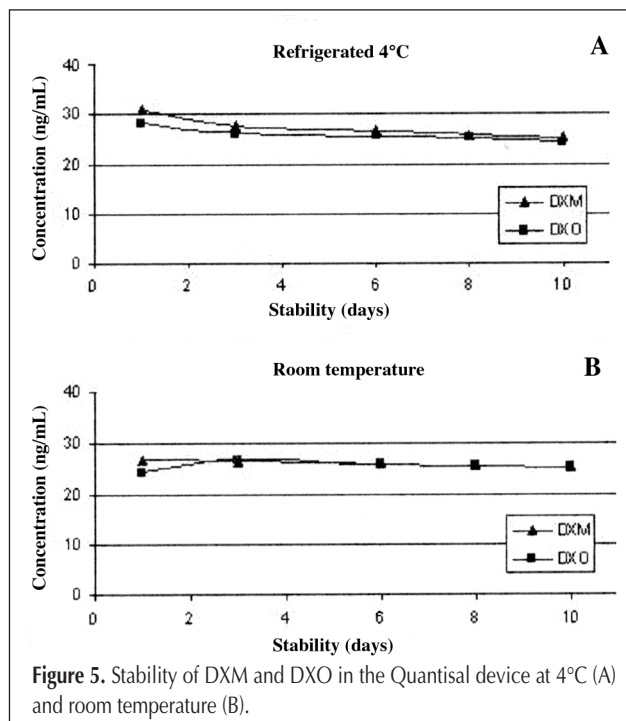 Refrigerated 4°C
A
Concentration (ng/mL)
40
30
20
10
0
DXM
DXO
0 2 4 6 8 10
Stability (days)
Room temperature
B
Concentration (ng/mL)
40
30
20
10
0
DXM
DXO
0 2 4 6 8 10
Stability (days)
Figure 5. Stability of DXM and DXO in the Quantisal device at 4°C (A)
and room temperature (B).